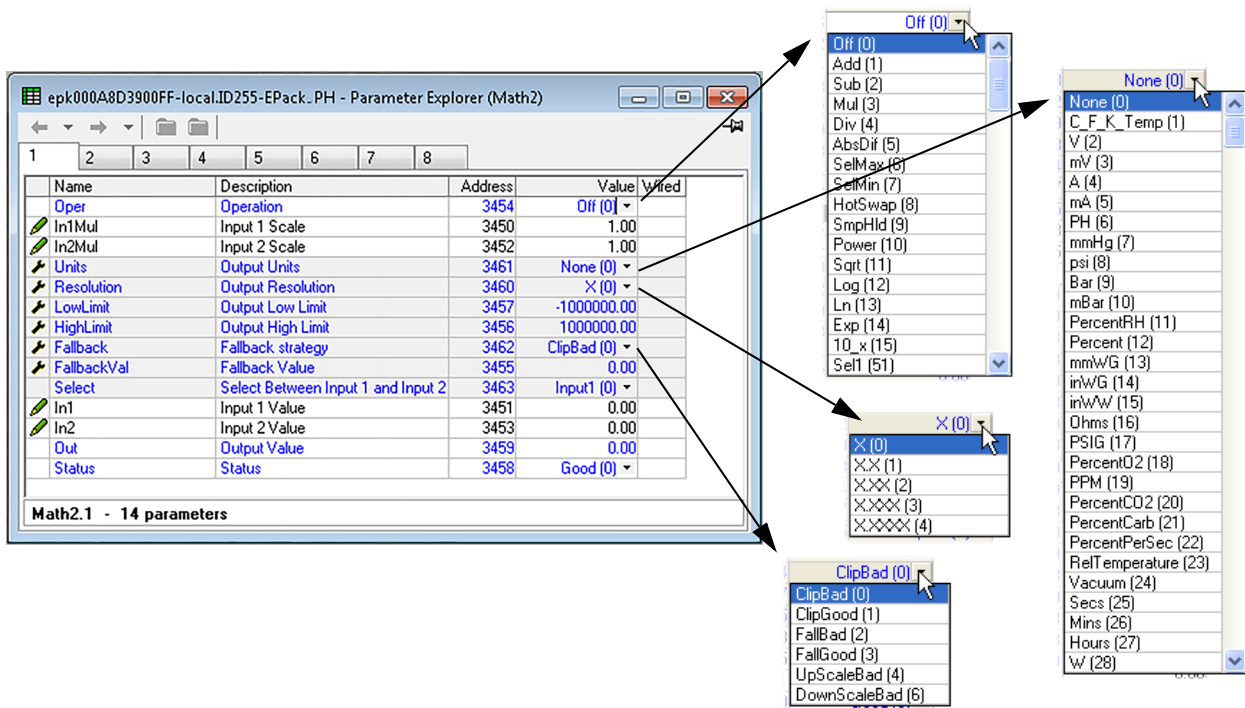 epk000A8D3900FF-local.ID255-EPack_PH - Parameter Explorer (Math2)
1 2 3 4 5 6 7 8
Name Description Address Value Wired
Oper Operation 3454 Off (0)
In1Mul Input 1 Scale 3450 1.00
In2Mul Input 2 Scale 3452 1.00
Units Output Units 3461 None (0)
Resolution Output Resolution 3460 X (0)
LowLimit Output Low Limit 3457 -1000000.00
HighLimit Output High Limit 3456 1000000.00
Fallback Fallback strategy 3462 ClipBad (0)
FallbackVal Fallback Value 3455 0.00
Select Select Between Input 1 and Input 2 3463 Input1 (0)
In1 Input 1 Value 3451 0.00
In2 Input 2 Value 3453 0.00
Out Output Value 3459 0.00
Status Status 3458 Good (0)
Math2.1 - 14 parameters
Off (0)
Off (0)
Add (1)
Sub (2)
Mul (3)
Div (4)
AbsDif (5)
SelMax (6)
SelMin (7)
HotSwap (8)
SmpHld (9)
Power (10)
Sqrt (11)
Log (12)
Ln (13)
Exp (14)
10_x (15)
Sel1 (51)
X (0)
X (0)
X.X (1)
X.XX (2)
X.XXX (3)
X.XXXX (4)
ClipBad (0)
ClipBad (0)
ClipGood (1)
FallBad (2)
FallGood (3)
UpScaleBad (4)
DownScaleBad (6)
None (0)
None (0)
C_F_K_Temp (1)
V (2)
mV (3)
A (4)
mA (5)
PH (6)
mmHg (7)
psi (8)
Bar (9)
mBar (10)
PercentRH (11)
Percent (12)
mmWG (13)
inWG (14)
inWW (15)
Ohms (16)
PSIG (17)
PercentO2 (18)
PPM (19)
PercentCO2 (20)
PercentCarb (21)
PercentPerSec (22)
RelTemperature (23)
Vacuum (24)
Secs (25)
Mins (26)
Hours (27)
W (28)